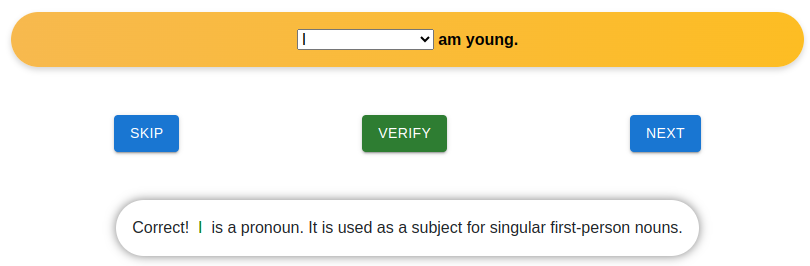 I am young.
SKIP VERIFY NEXT
Correct! I is a pronoun. It is used as a subject for singular first-person nouns.